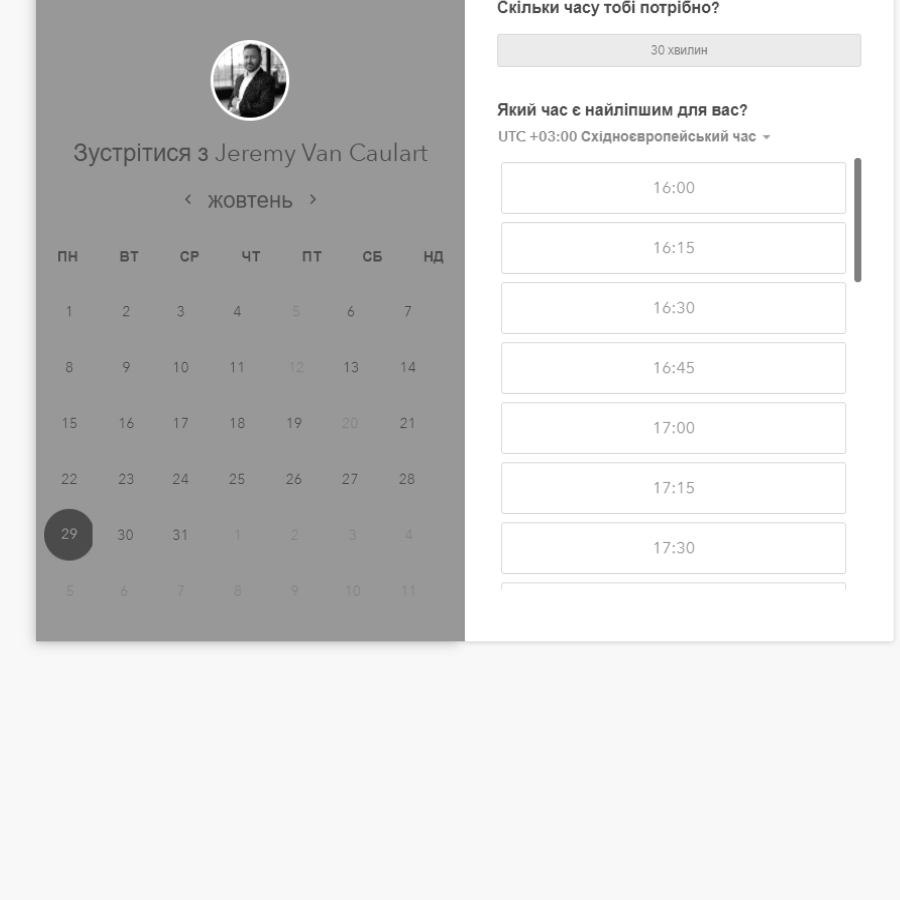 Зустрітися з Jeremy Van Caulart
жовтень
ПН ВТ СР ЧТ ПТ СБ НД
1 2 3 4 5 6 7
8 9 10 11 12 13 14
15 16 17 18 19 20 21
22 23 24 25 26 27 28
29 30 31 1 2 3 4
5 6 7 8 9 10 11
Скільки часу тобі потрібно?
30 хвилин
Який час є найліпшим для вас?
UTC +03:00 Східноєвропейський час
16:00
16:15
16:30
16:45
17:00
17:15
17:30